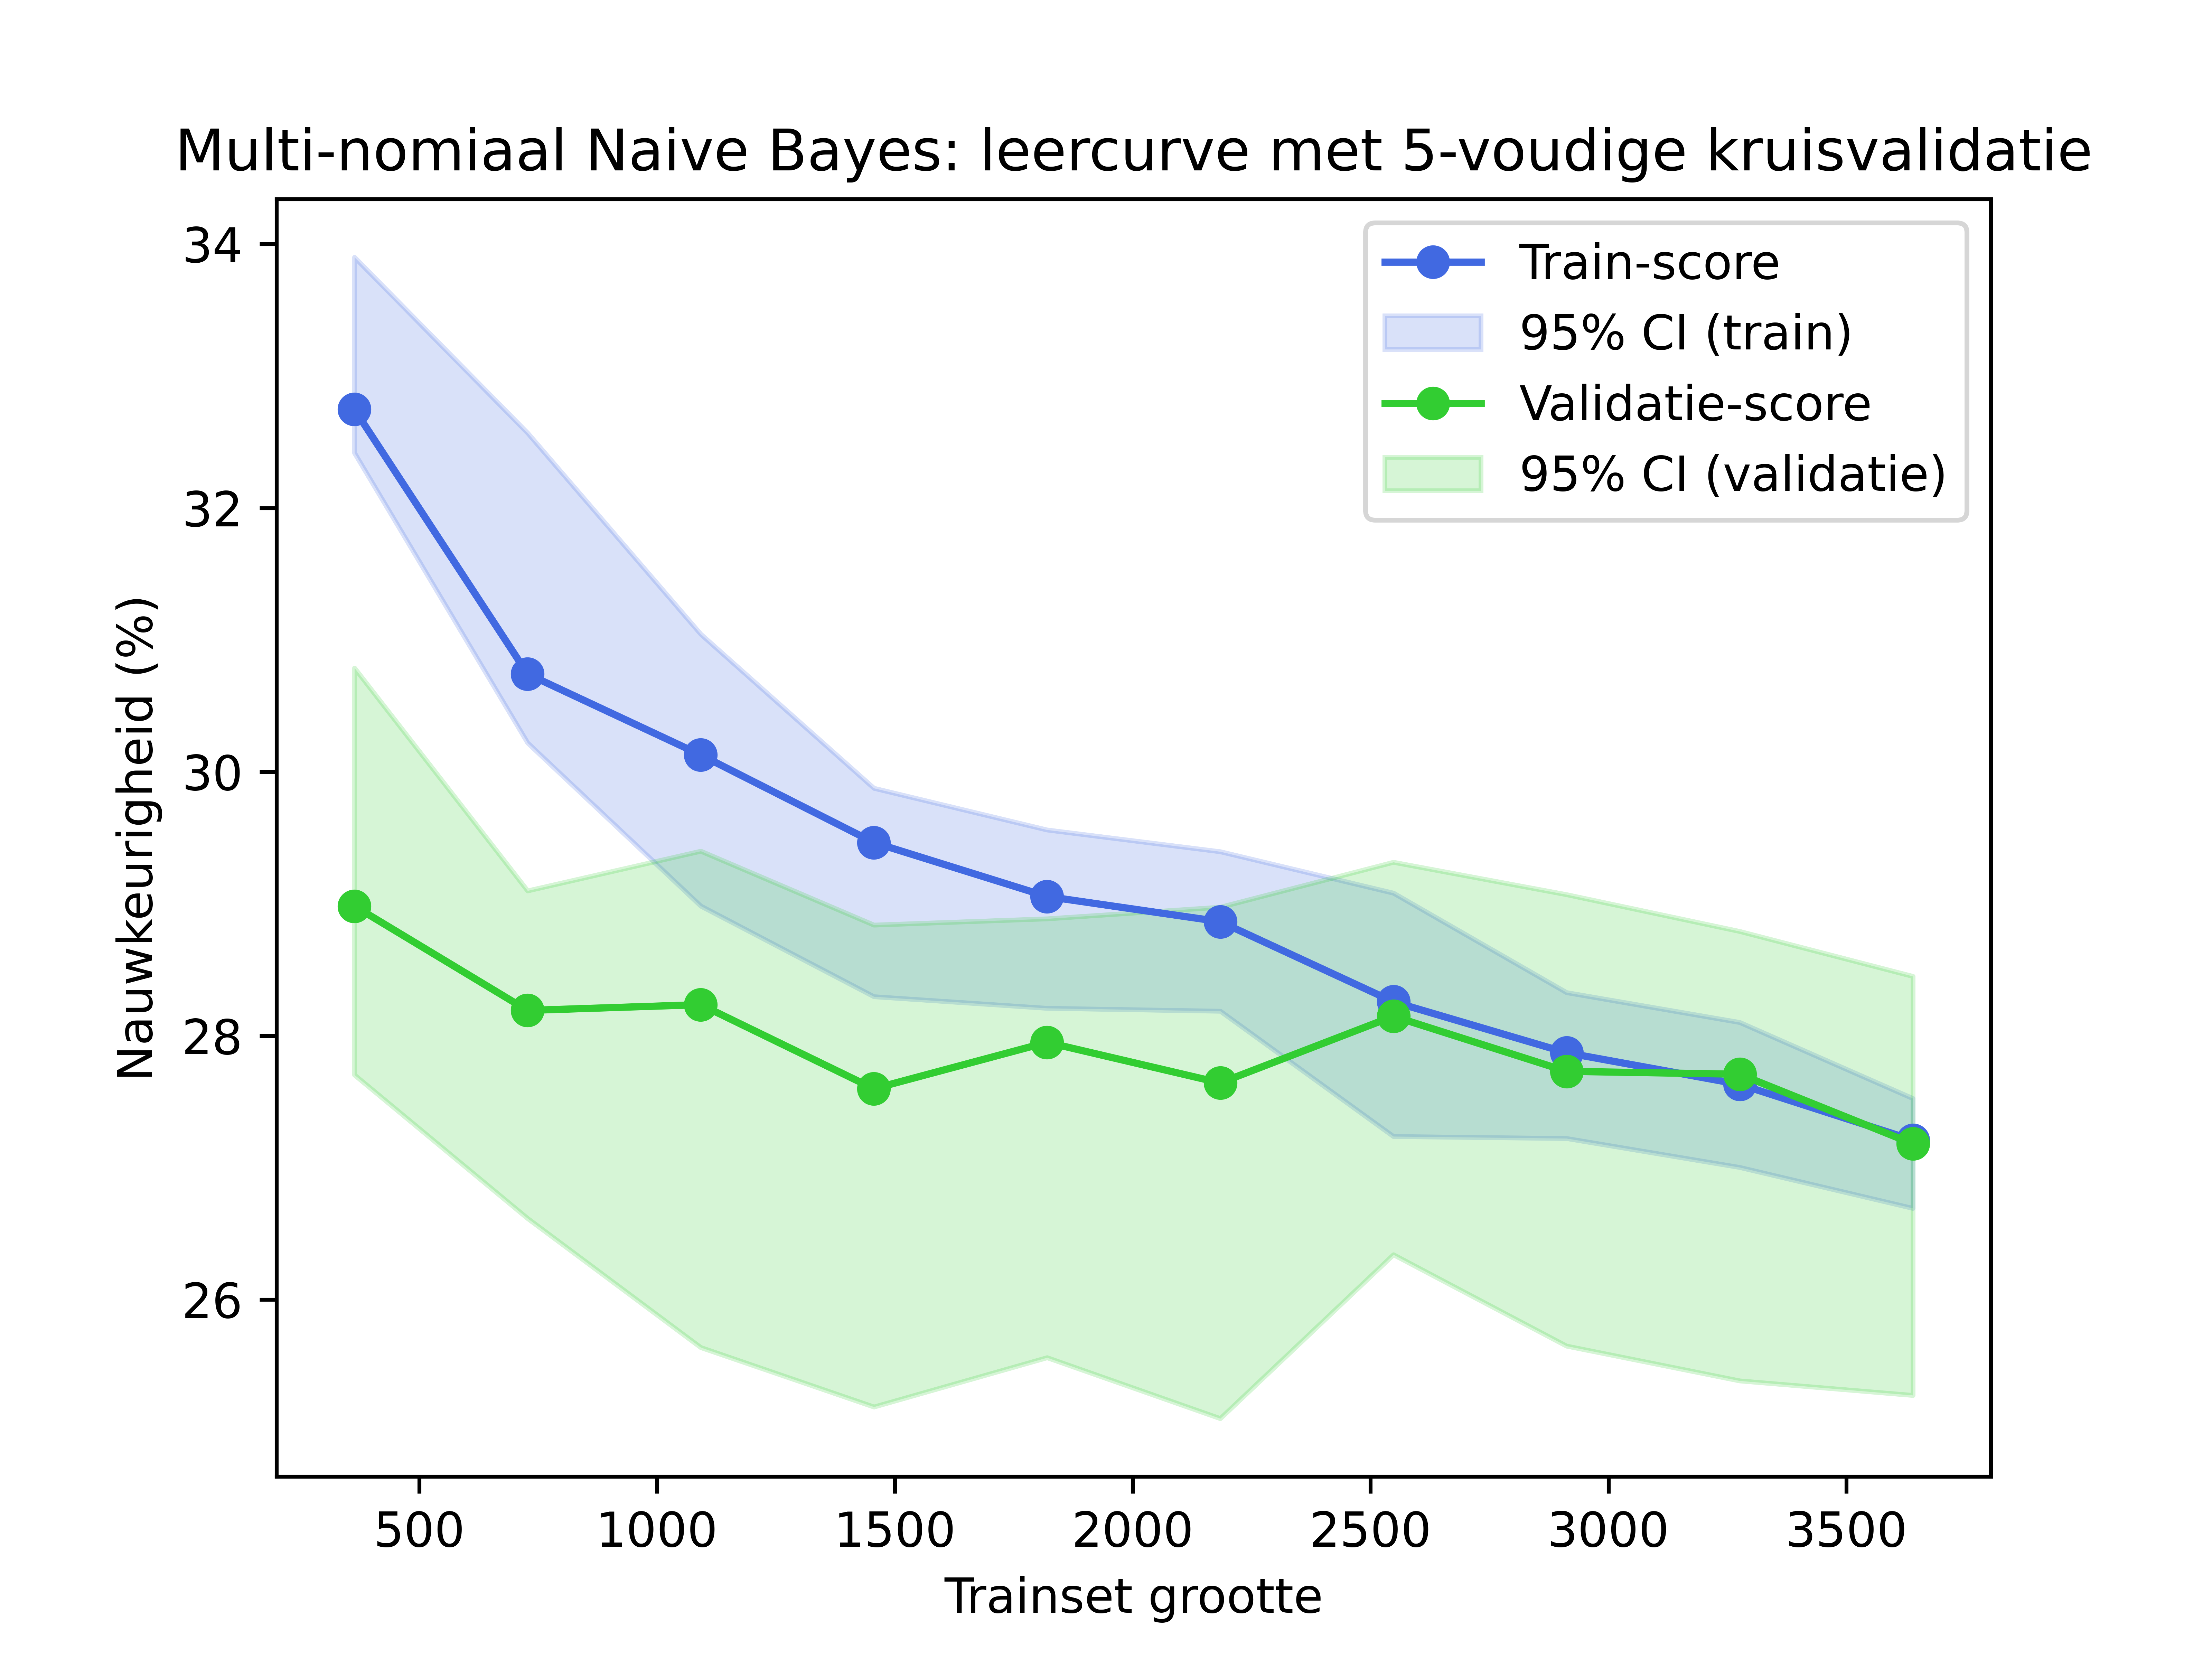 Multi-nomiaal Naive Bayes: leercurve met 5-voudige kruisvalidatie
34
32
30
28
26
Nauwkeurigheid (%)
Train-score
95% CI (train)
Validatie-score
95% CI (validatie)
500 1000 1500 2000 2500 3000 3500
Trainset grootte